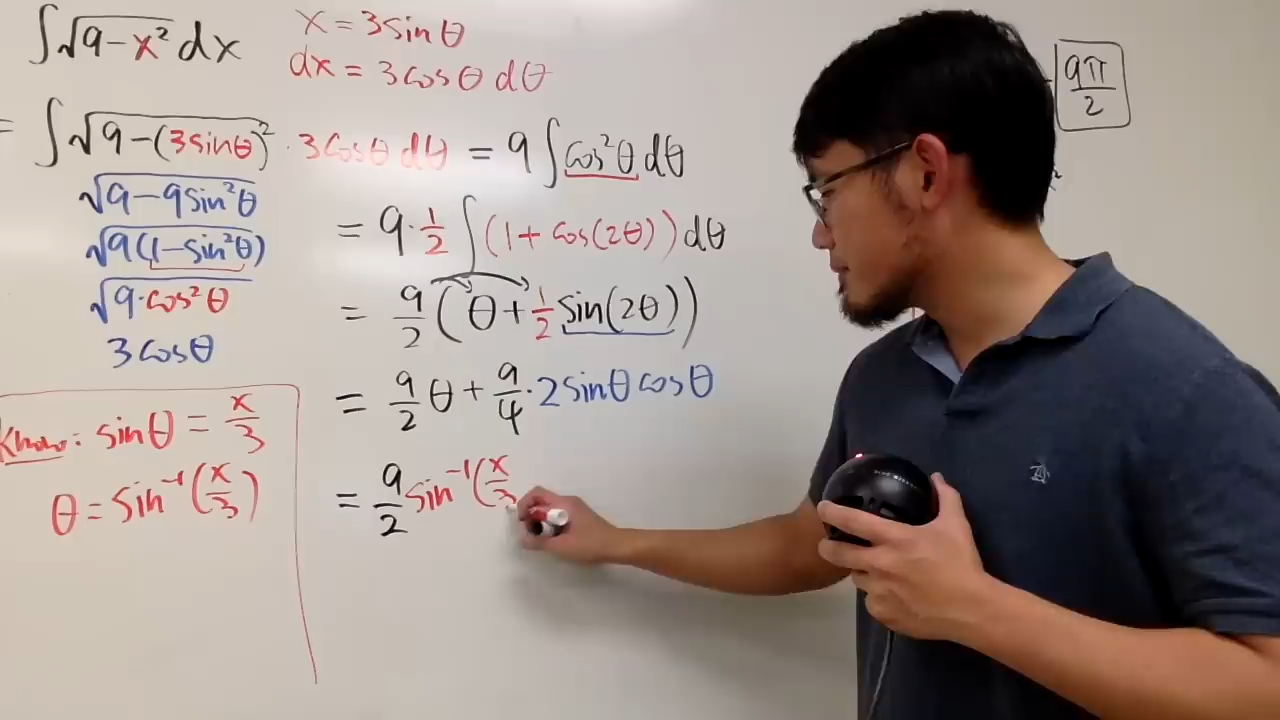 ∫√(9-x²) dx
x = 3sinθ
dx = 3cosθ dθ
= ∫√(9-(3sinθ)²) · 3cosθ dθ = 9∫cos²θ dθ
√(9-9sin²θ)
√(9(1-sin²θ))
√(9·cos²θ)
3cosθ
= 9·1/2 ∫(1+cos(2θ))dθ
= 9/2 (θ + 1/2 sin(2θ))
= 9/2 θ + 9/4 · 2sinθcosθ
= 9/2 sin⁻¹(x/3
Know: sinθ = x/3
θ = sin⁻¹(x/3)
9π/2